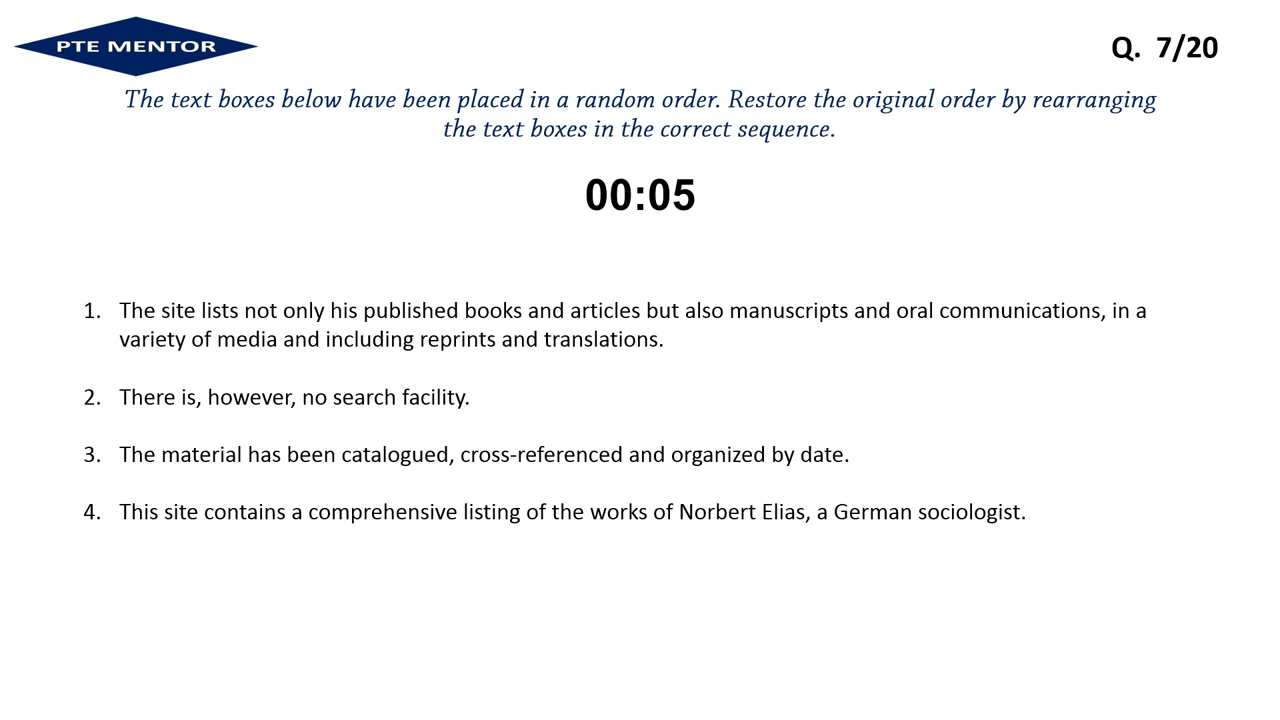 PTE MENTOR
Q. 7/20
The text boxes below have been placed in a random order. Restore the original order by rearranging
the text boxes in the correct sequence.
00:05
1. The site lists not only his published books and articles but also manuscripts and oral communications, in a
variety of media and including reprints and translations.
2. There is, however, no search facility.
3. The material has been catalogued, cross-referenced and organized by date.
4. This site contains a comprehensive listing of the works of Norbert Elias, a German sociologist.